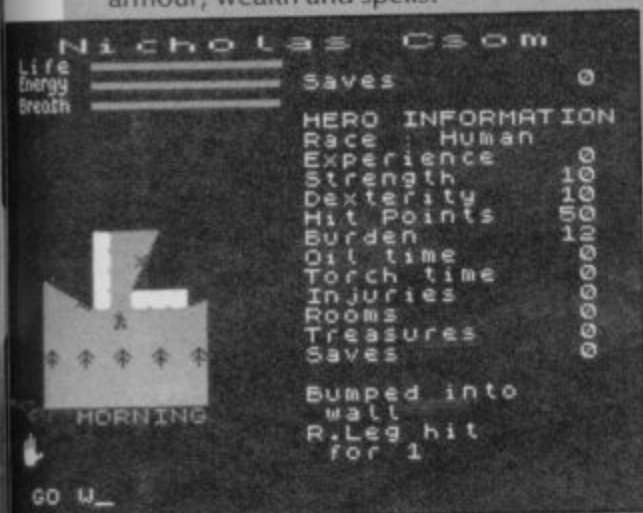 armour, wealth and spells.
Nicholas Csom
Life
Energy
Breath
Saves 0
HERO INFORMATION
Race : Human
Experience 0
Strength 10
Dexterity 10
Hit Points 50
Burden 12
Oil time 0
Torch time 0
Injuries 0
Rooms 0
Treasures 0
Saves 0
Bumped into
wall
R.Leg hit
for 1
MORNING
GO W_